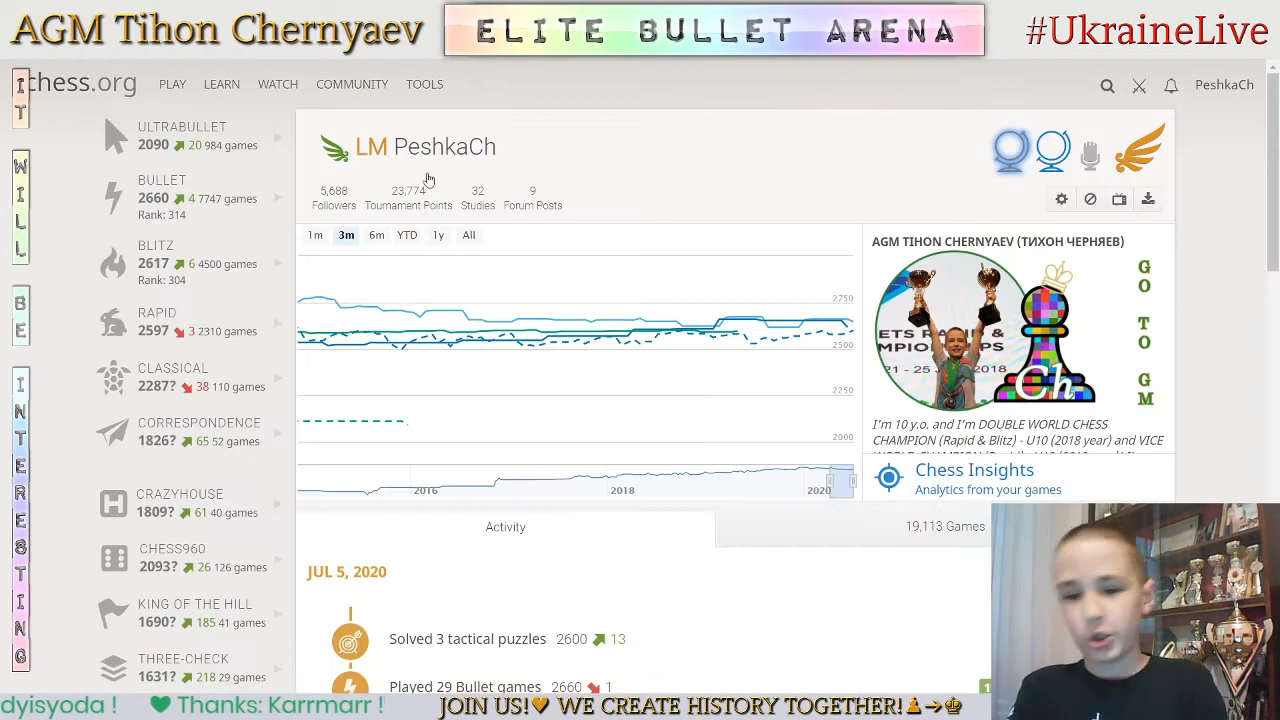 AGM Tihon Chernyaev
ELITE BULLET ARENA
#UkraineLive
IT
WILL
BE
INTERESTING
chess.org
PLAY LEARN WATCH COMMUNITY TOOLS
PeshkaCh
ULTRABULLET
2090 20 984 games
BULLET
2660 4 7747 games
Rank: 314
BLITZ
2617 6 4500 games
Rank: 304
RAPID
2597 3 2310 games
CLASSICAL
2287? 38 110 games
CORRESPONDENCE
1826? 65 52 games
CRAZYHOUSE
1809? 61 40 games
CHESS960
2093? 26 126 games
KING OF THE HILL
1690? 185 41 games
THREE-CHECK
1631? 218 29 games
LM PeshkaCh
5,688 23,774 32 9
Followers Tournament Points Studies Forum Posts
1m 3m 6m YTD 1y All
2750
2500
2250
2000
2016 2018 2020
AGM TIHON CHERNYAEV (ТИХОН ЧЕРНЯЕВ)
ETS RAPID &
MPIONSHIPS
21 - 25 2018
Ch
GO
TO
GM
I'm 10 y.o. and I'm DOUBLE WORLD CHESS
CHAMPION (Rapid & Blitz) - U10 (2018 year) and VICE
Chess Insights
Analytics from your games
Activity
19,113 Games
JUL 5, 2020
Solved 3 tactical puzzles 2600 13
Played 29 Bullet games 2660 1
dyisyoda !
Thanks: Karrmarr !
JOIN US! WE CREATE HISTORY TOGETHER!